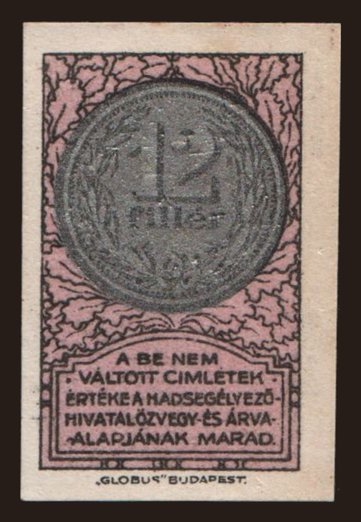 12
fillér
A BE NEM
VÁLTOTT CIMLETEK
ÉRTÉKE A HADSEGÉLYEZŐ-
HIVATAL ÖZVEGY-ÉS ÁRVA-
ALAPJÁNAK MARAD.
„GLOBUS" BUDAPEST.